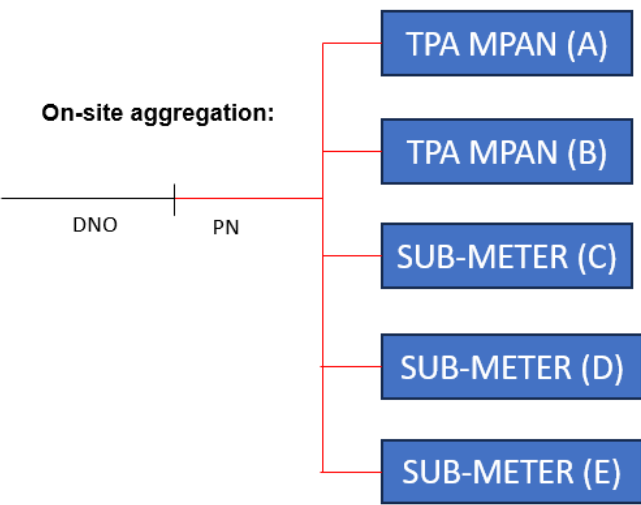 TPA MPAN (A)
On-site aggregation:
TPA MPAN (B)
DNO
PN
SUB-METER (C)
SUB-METER (D)
SUB-METER (E)